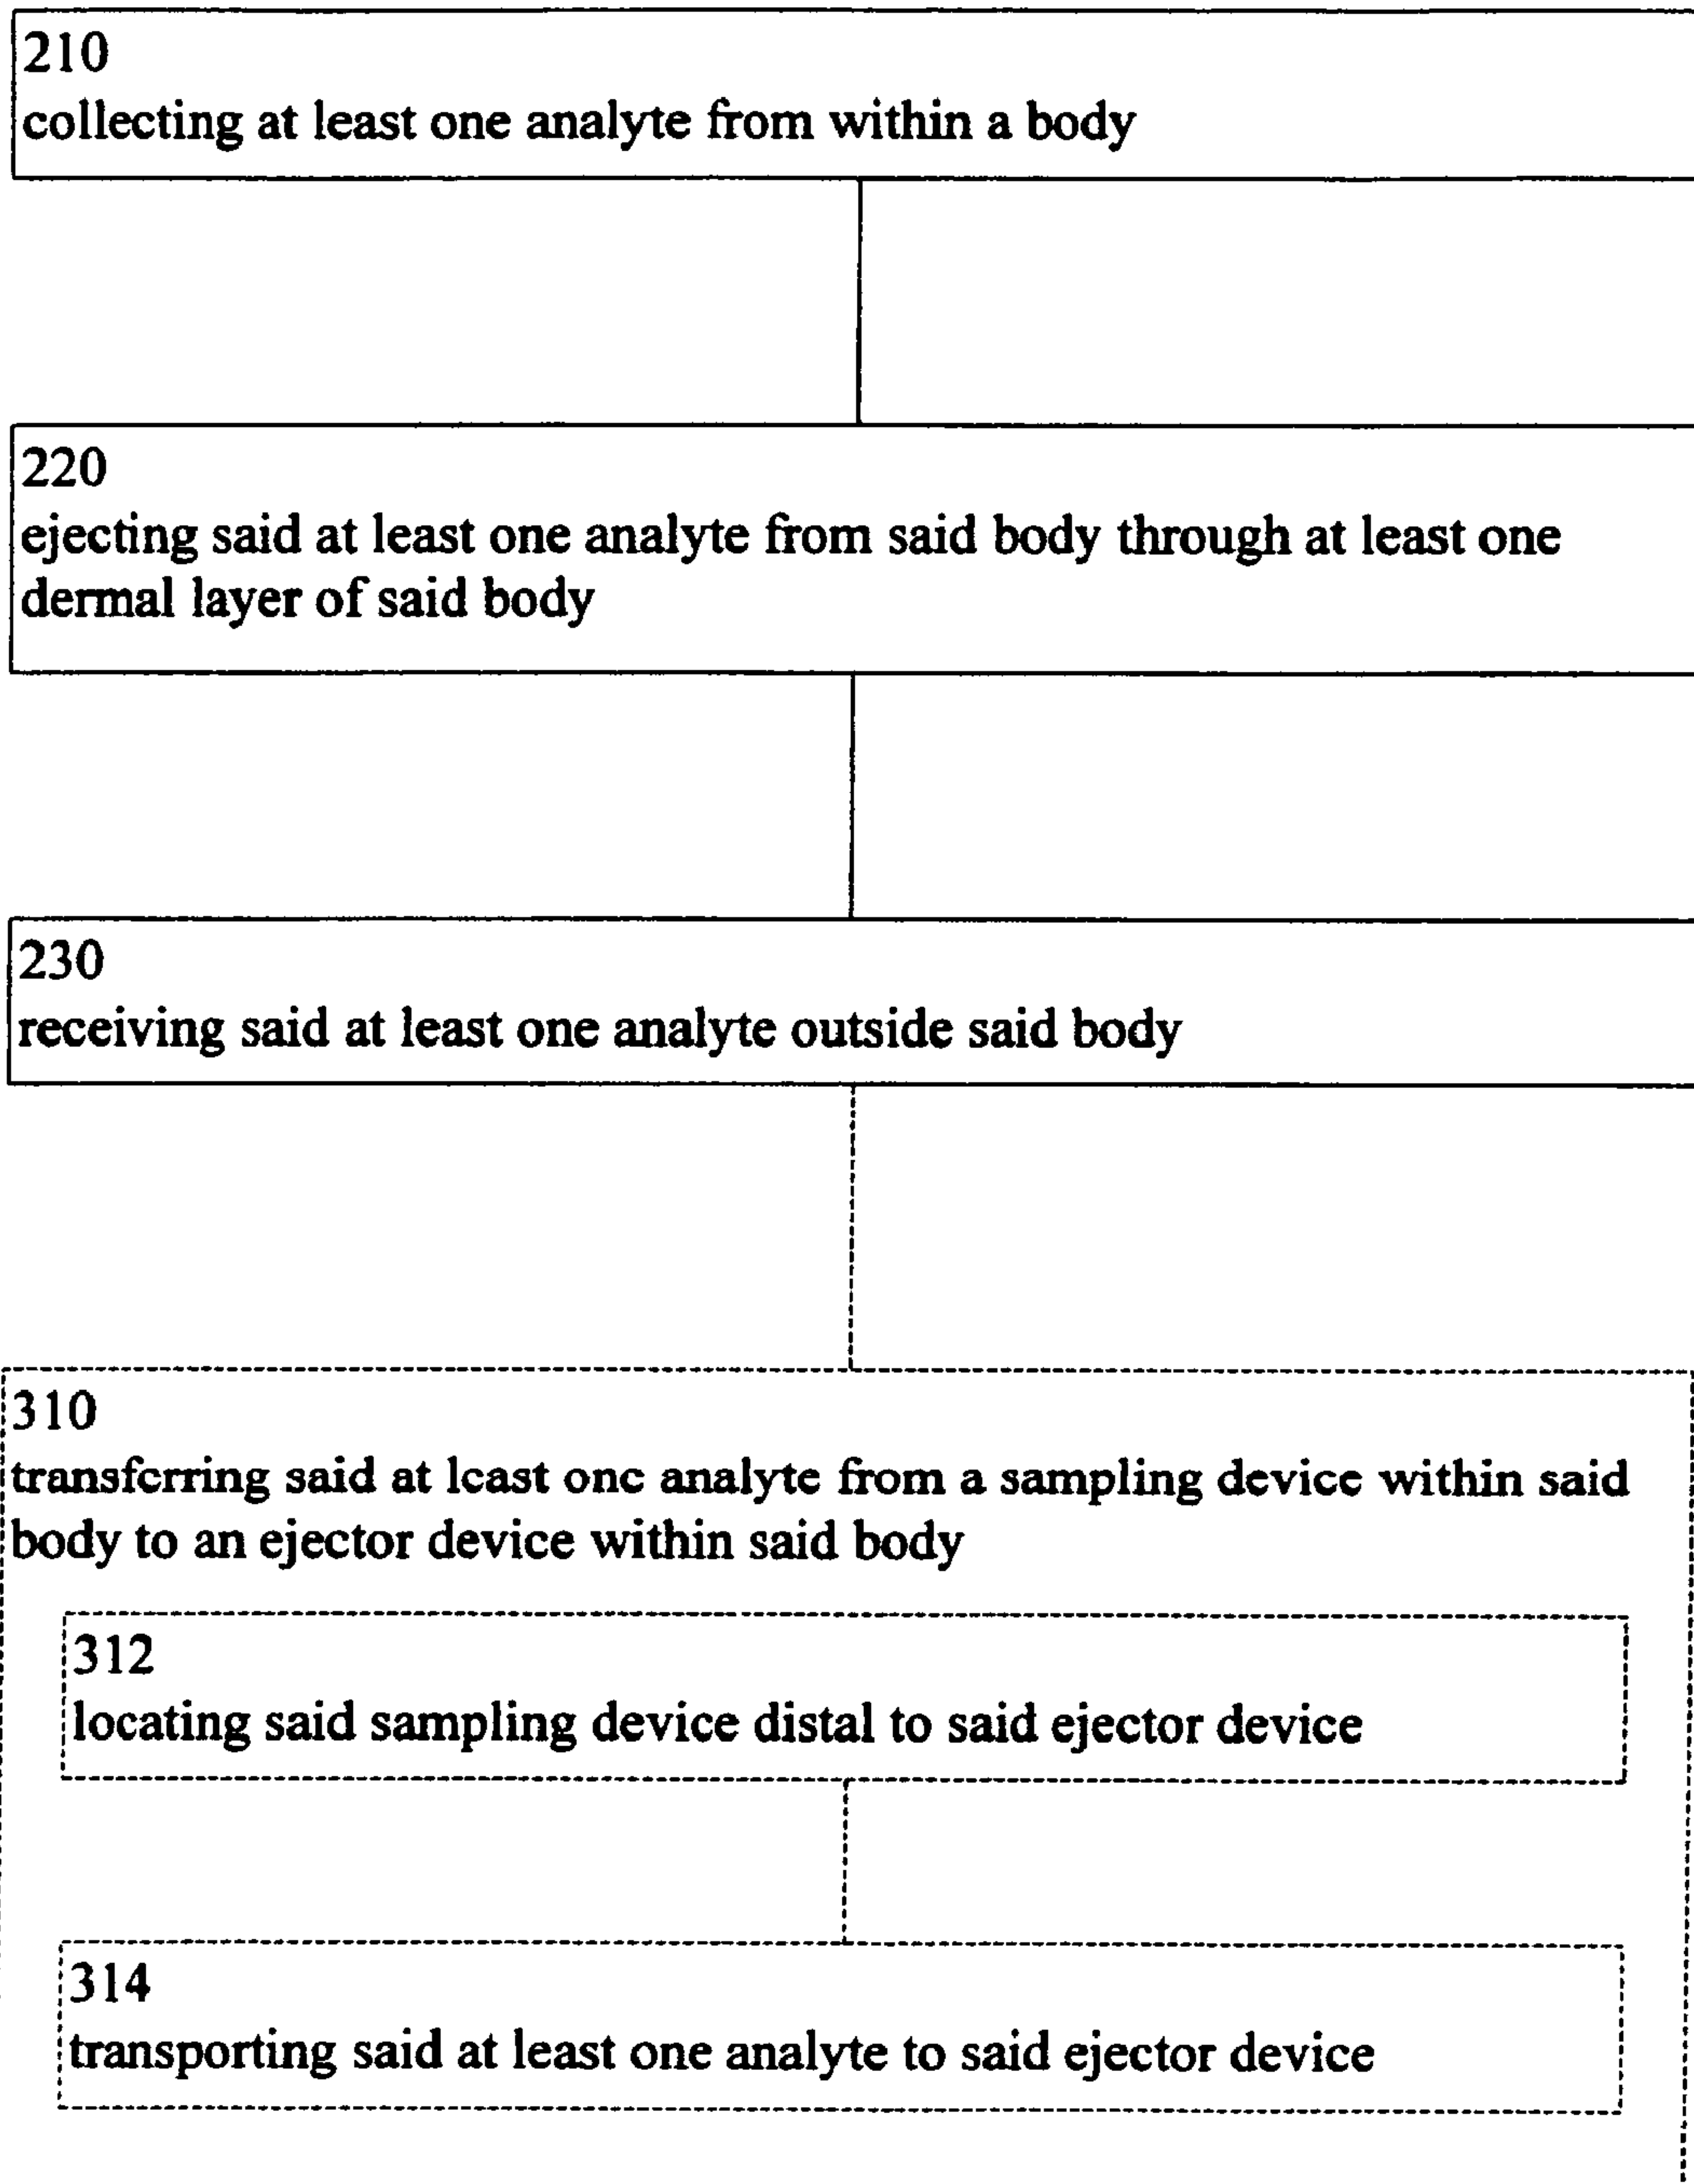 210
collecting at least one analyte from within a body
220
ejecting said at least one analyte from said body through at least one
dermal layer of said body
230
receiving said at least one analyte outside said body
310
transferring said at least one analyte from a sampling device within said
body to an ejector device within said body
312
locating said sampling device distal to said ejector device
314
transporting said at least one analyte to said ejector device